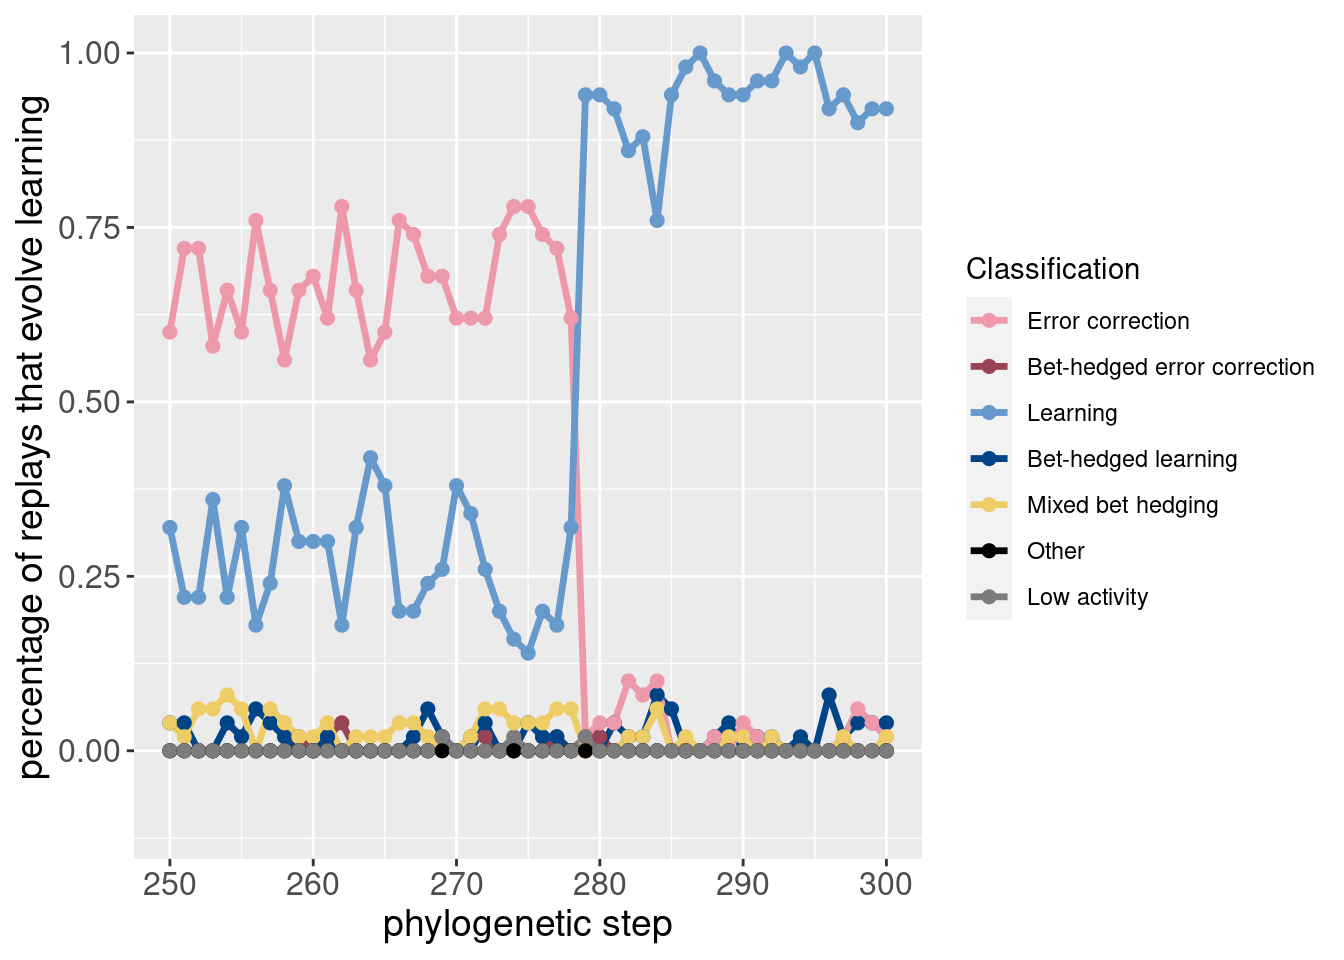 percentage of replays that evolve learning
1.00
0.75
0.50
0.25
0.00
250 260 270 280 290 300
phylogenetic step
Classification
Error correction
Bet-hedged error correction
Learning
Bet-hedged learning
Mixed bet hedging
Other
Low activity